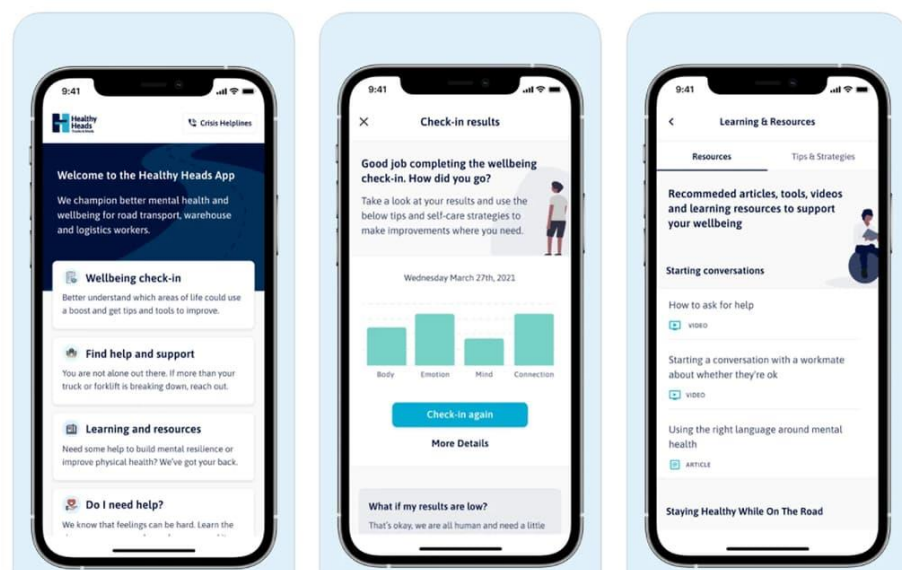 9:41
Healthy
Heads
Crisis Helplines
Welcome to the Healthy Heads App
We champion better mental health and
wellbeing for road transport, warehouse
and logistics workers.
Wellbeing check-in
Better understand which areas of life could use
a boost and get tips and tools to improve.
Find help and support
You are not alone out there. If more than your
truck or forklift is breaking down, reach out.
Learning and resources
Need some help to build mental resilience or
improve physical health? We've got your back.
Do I need help?
We know that feelings can be hard. Learn the
9:41
Check-in results
Good job completing the wellbeing
check-in. How did you go?
Take a look at your results and use the
below tips and self-care strategies to
make improvements where you need.
Wednesday March 27th, 2021
Body Emotion Mind Connection
Check-in again
More Details
What if my results are low?
That's okay, we are all human and need a little
9:41
Learning & Resources
Resources Tips & Strategies
Recommeded articles, tools, videos
and learning resources to support
your wellbeing
Starting conversations
How to ask for help
VIDEO
Starting a conversation with a workmate
about whether they're ok
VIDEO
Using the right language around mental
health
ARTICLE
Staying Healthy While On The Road